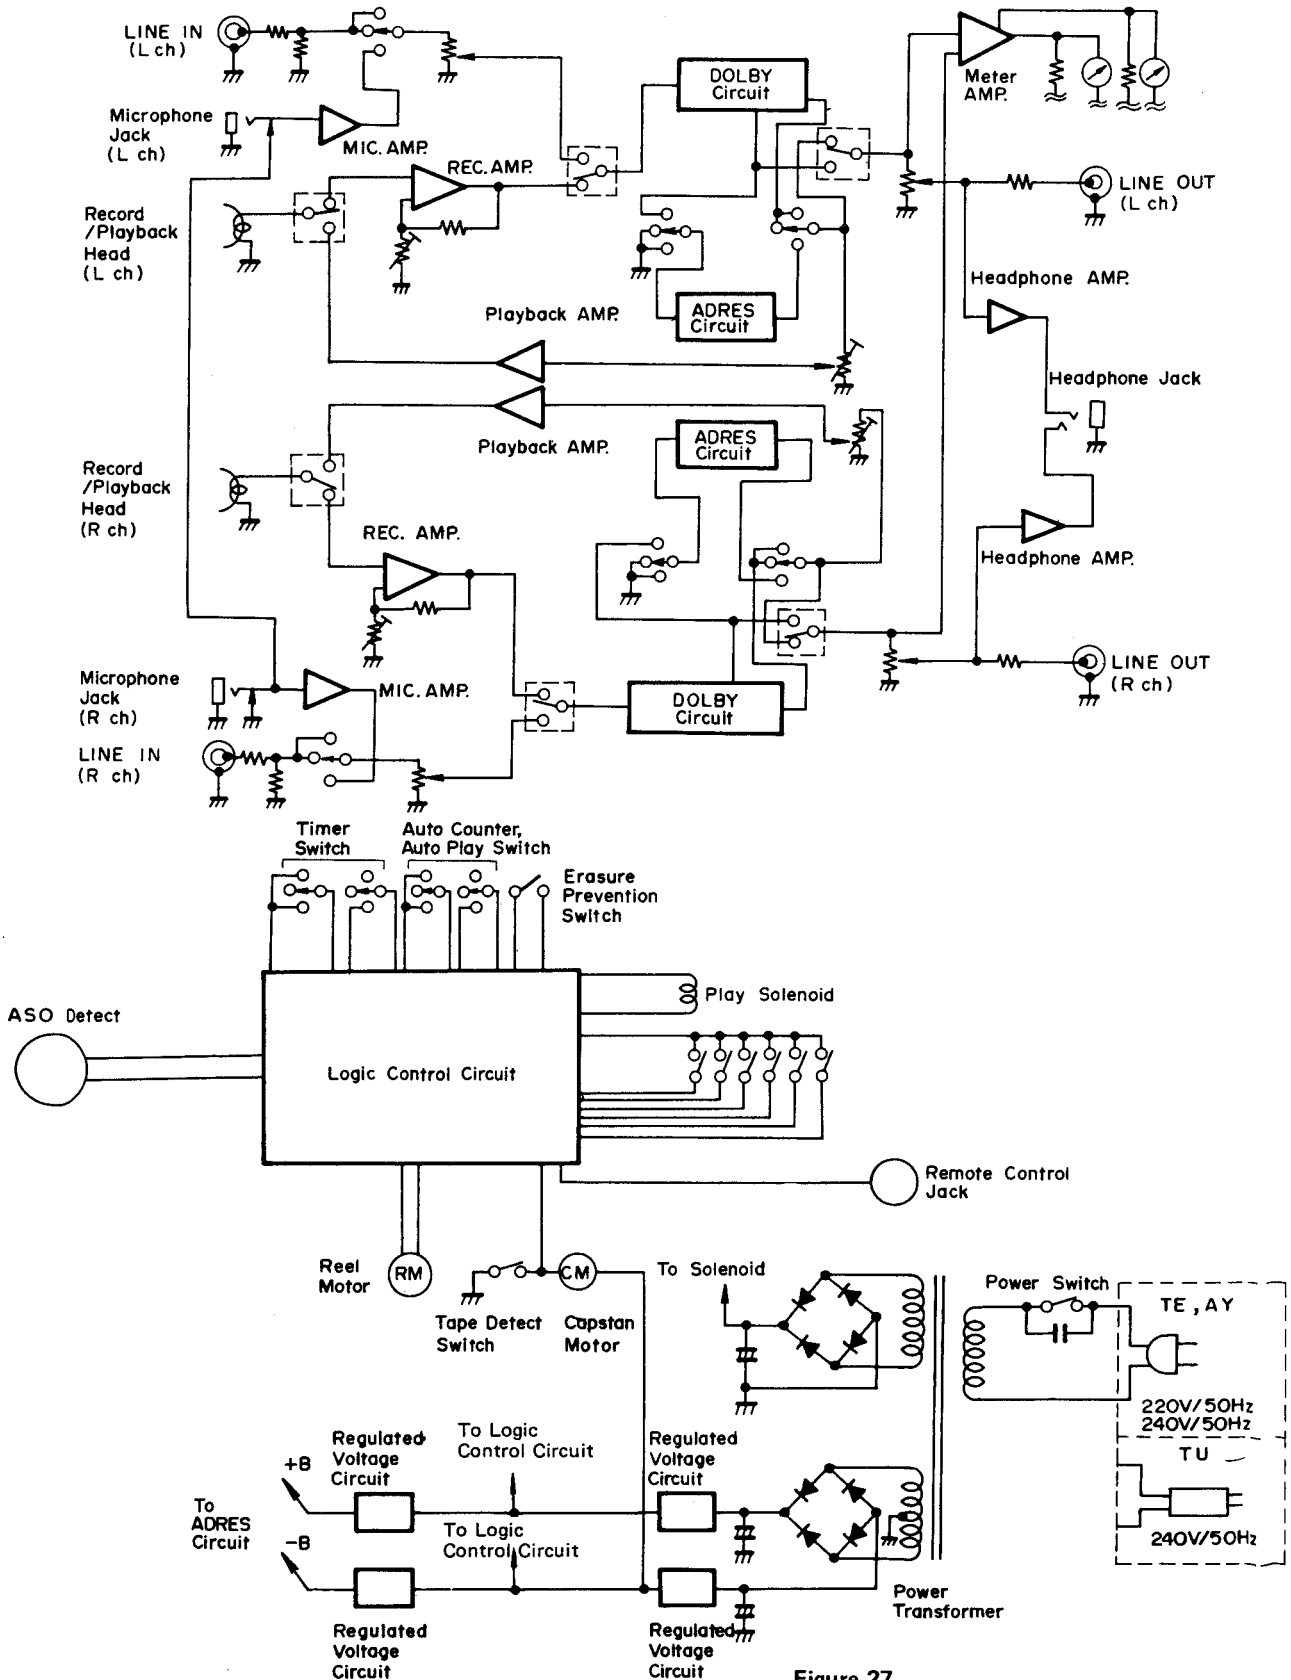 LINE IN
(L ch)
DOLBY
Circuit
Meter
AMP.
Microphone
Jack
(L ch)
MIC. AMP.
REC. AMP.
LINE OUT
(L ch)
Record
/Playback
Head
(L ch)
Headphone AMP.
ADRES
Circuit
Playback AMP.
Headphone Jack
Playback AMP.
ADRES
Circuit
Record
/Playback
Head
(R ch)
REC. AMP.
Headphone AMP.
Microphone
Jack
(R ch)
MIC. AMP.
DOLBY
Circuit
LINE OUT
(R ch)
LINE IN
(R ch)
Timer
Switch
Auto Counter,
Auto Play Switch
Erasure
Prevention
Switch
ASO Detect
Play Solenoid
Logic Control Circuit
Remote Control
Jack
Reel
Motor
RM
CM
Tape Detect
Switch
Capstan
Motor
To Solenoid
Power Switch
TE, AY
220V/50Hz
240V/50Hz
TU
240V/50Hz
Regulated
Voltage
Circuit
To Logic
Control Circuit
Regulated
Voltage
Circuit
+B
To
ADRES
Circuit
-B
To Logic
Control Circuit
Power
Transformer
Regulated
Voltage
Circuit
Regulated
Voltage
Circuit
Figure 27